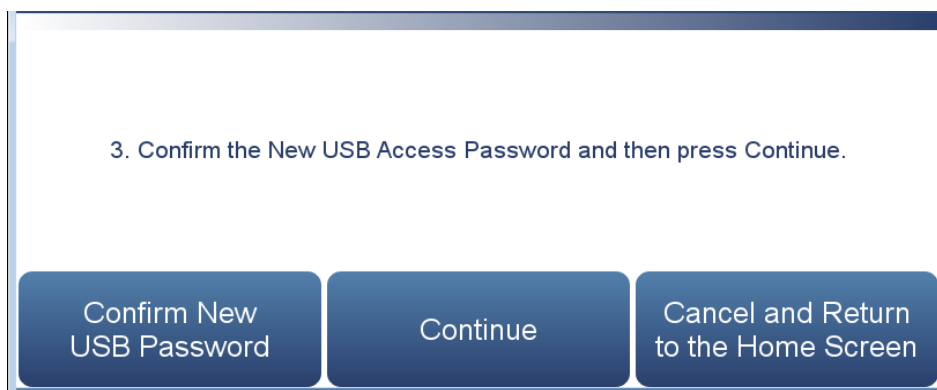 3. Confirm the New USB Access Password and then press Continue.
Confirm New
USB Password
Continue
Cancel and Return
to the Home Screen